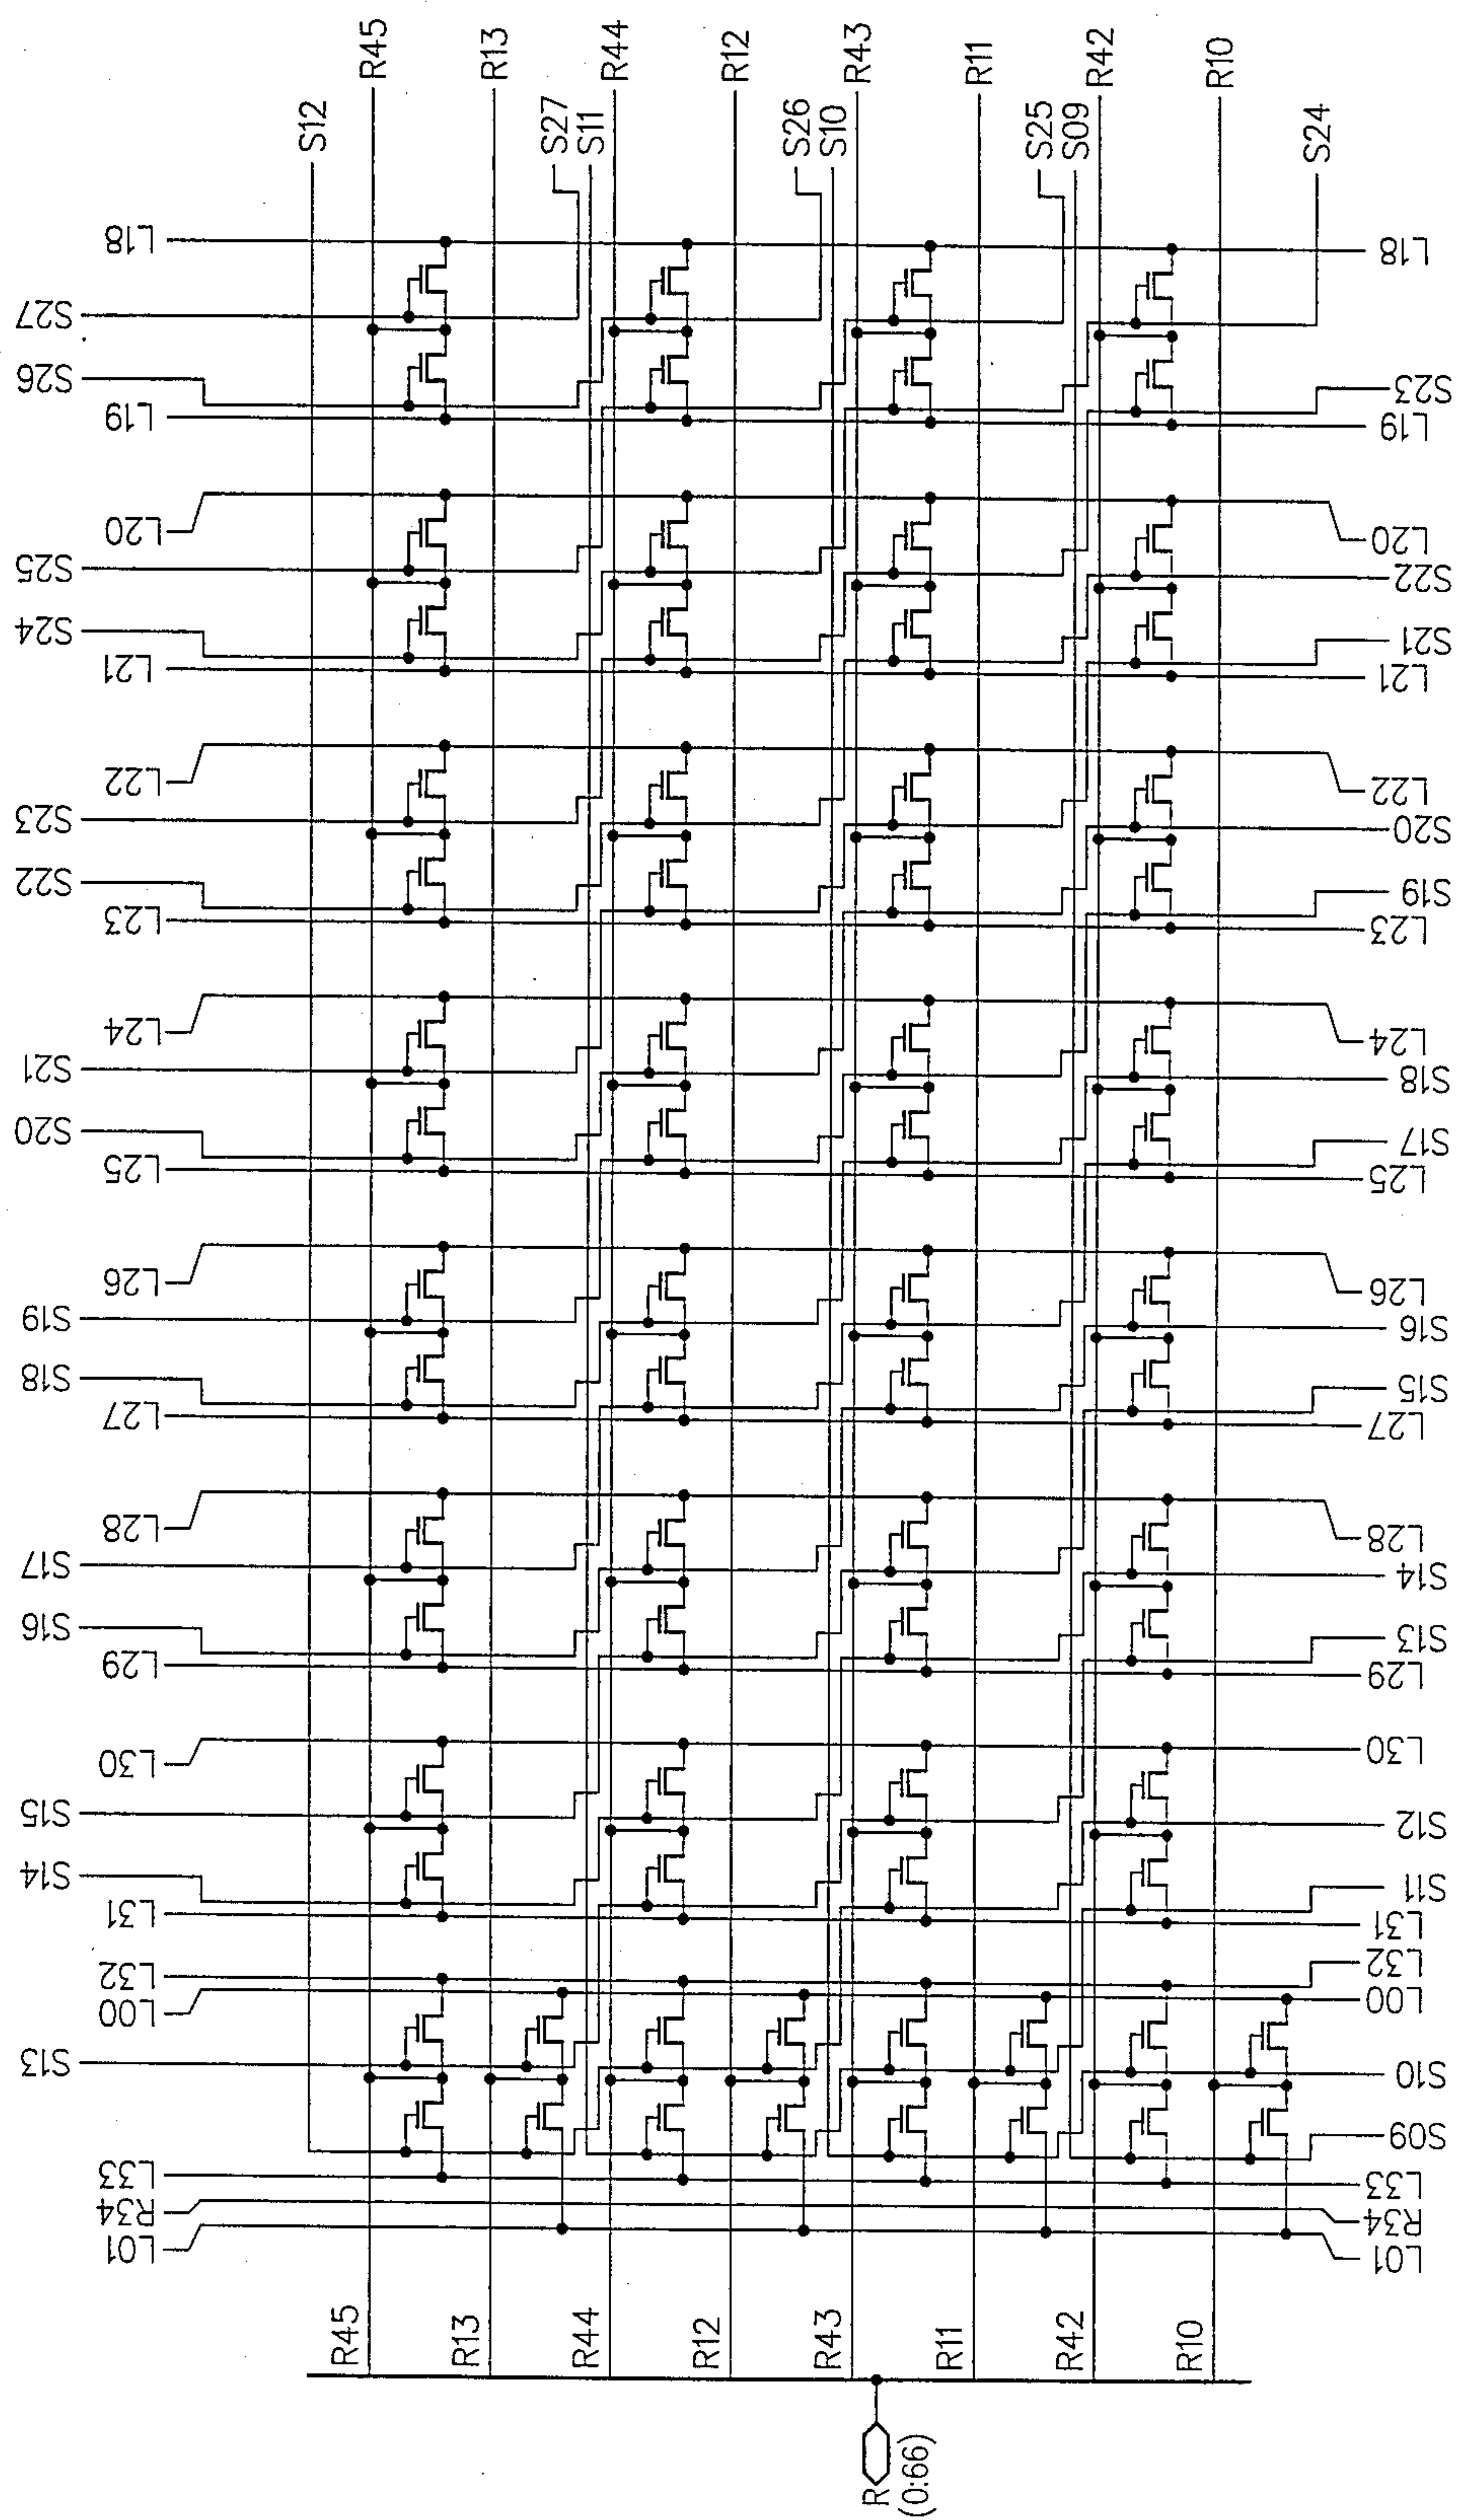 S12
R45
R13
S27
S11
R44
R12
S26
S10
R43
R11
S25
S09
R42
R10
S24
L18
S27
S26
L19
L20
S25
S24
L21
L22
S23
S22
L23
L24
S21
S20
L25
L26
S19
S18
L27
L28
S17
S16
L29
L30
S15
S14
L31
L32
L00
S13
L33
R34
L01
L18
S23
L19
L20
S22
S21
L21
L22
S20
S19
L23
L24
S18
S17
L25
L26
S16
S15
L27
L28
S14
S13
L29
L30
S12
S11
L31
L32
L00
S10
S09
L33
R34
L01
R45
R13
R44
R12
R43
R11
R42
R10
R
(0:66)